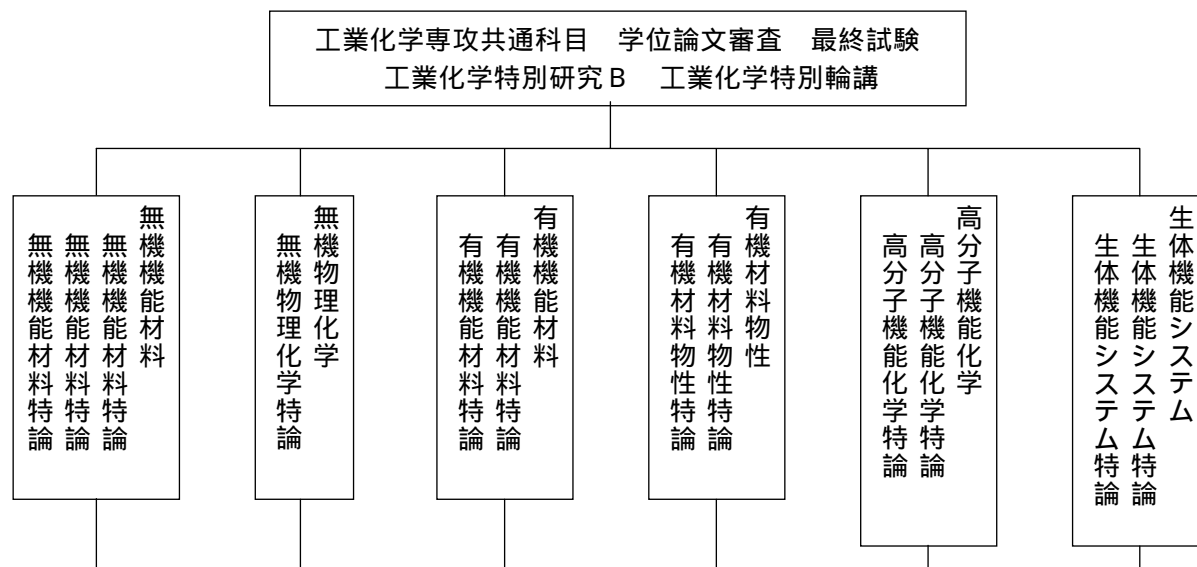 工業化学専攻共通科目　学位論文審査　最終試験
工業化学特別研究Ｂ　工業化学特別輪講
無機機能材料
無機機能材料特論
無機機能材料特論
無機機能材料特論
無機物理化学
無機物理化学特論
有機機能材料
有機機能材料特論
有機機能材料特論
有機材料物性
有機材料物性特論
有機材料物性特論
高分子機能化学
高分子機能化学特論
高分子機能化学特論
生体機能システム
生体機能システム特論
生体機能システム特論